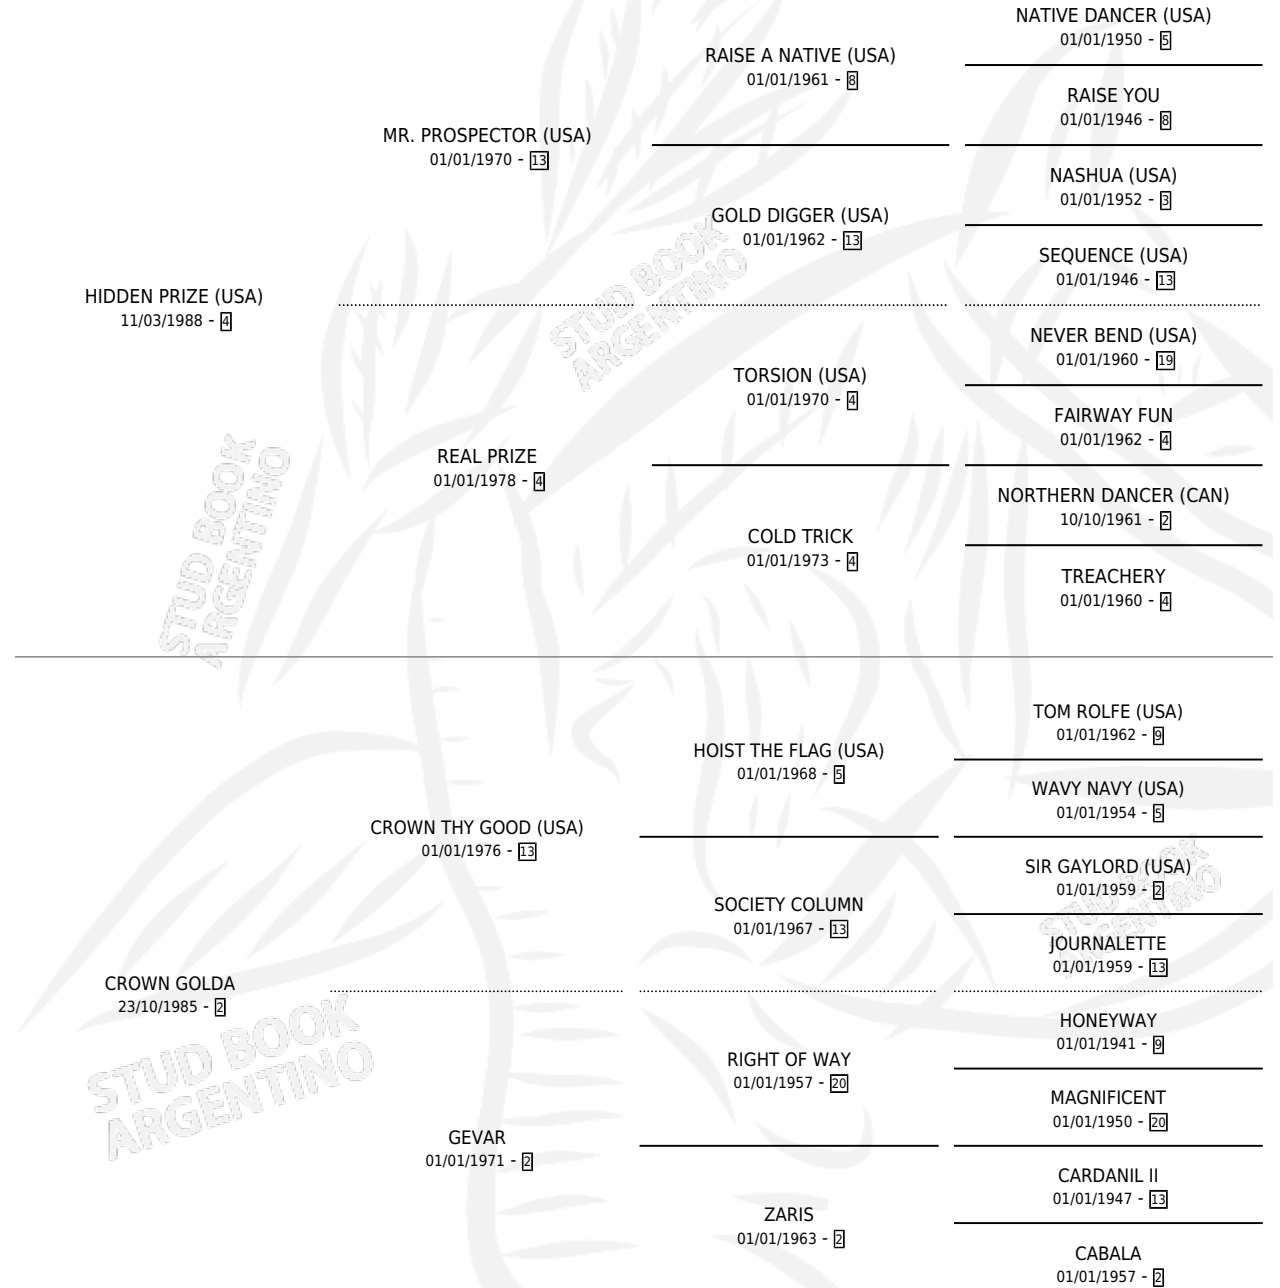 NATIVE DANCER (USA)
01/01/1950 - 5
RAISE A NATIVE (USA)
01/01/1961 - 8
RAISE YOU
01/01/1946 - 8
MR. PROSPECTOR (USA)
01/01/1970 - 13
NASHUA (USA)
01/01/1952 - 3
GOLD DIGGER (USA)
01/01/1962 - 13
SEQUENCE (USA)
01/01/1946 - 13
HIDDEN PRIZE (USA)
11/03/1988 - 4
STUD BOOK
ARGENTINO
NEVER BEND (USA)
01/01/1960 - 19
TORSION (USA)
01/01/1970 - 4
FAIRWAY FUN
01/01/1962 - 4
REAL PRIZE
01/01/1978 - 4
NORTHERN DANCER (CAN)
10/10/1961 - 2
COLD TRICK
01/01/1973 - 4
TREACHERY
01/01/1960 - 4
STUD BOOK
ARGENTINO
TOM ROLFE (USA)
01/01/1962 - 9
HOIST THE FLAG (USA)
01/01/1968 - 5
WAVY NAVY (USA)
01/01/1954 - 5
CROWN THY GOOD (USA)
01/01/1976 - 13
SIR GAYLORD (USA)
01/01/1959 - 2
SOCIETY COLUMN
01/01/1967 - 13
STUD BOOK
ARGENTINO
JOURNALETTE
01/01/1959 - 13
CROWN GOLDA
23/10/1985 - 2
HONEYWAY
01/01/1941 - 9
RIGHT OF WAY
01/01/1957 - 20
MAGNIFICENT
01/01/1950 - 20
STUD BOOK
ARGENTINO
GEVAR
01/01/1971 - 2
CARDANIL II
01/01/1947 - 13
ZARIS
01/01/1963 - 2
CABALA
01/01/1957 - 2